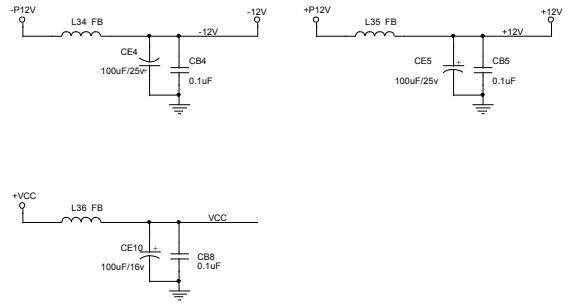 -P12V
L34 FB
-12V
-12V
CE4
100uF/25v
+
CB4
0.1uF
+P12V
L35 FB
+12V
+12V
CE5
+
100uF/25v
CB5
0.1uF
+VCC
L36 FB
VCC
CE10
+
100uF/16v
CB8
0.1uF